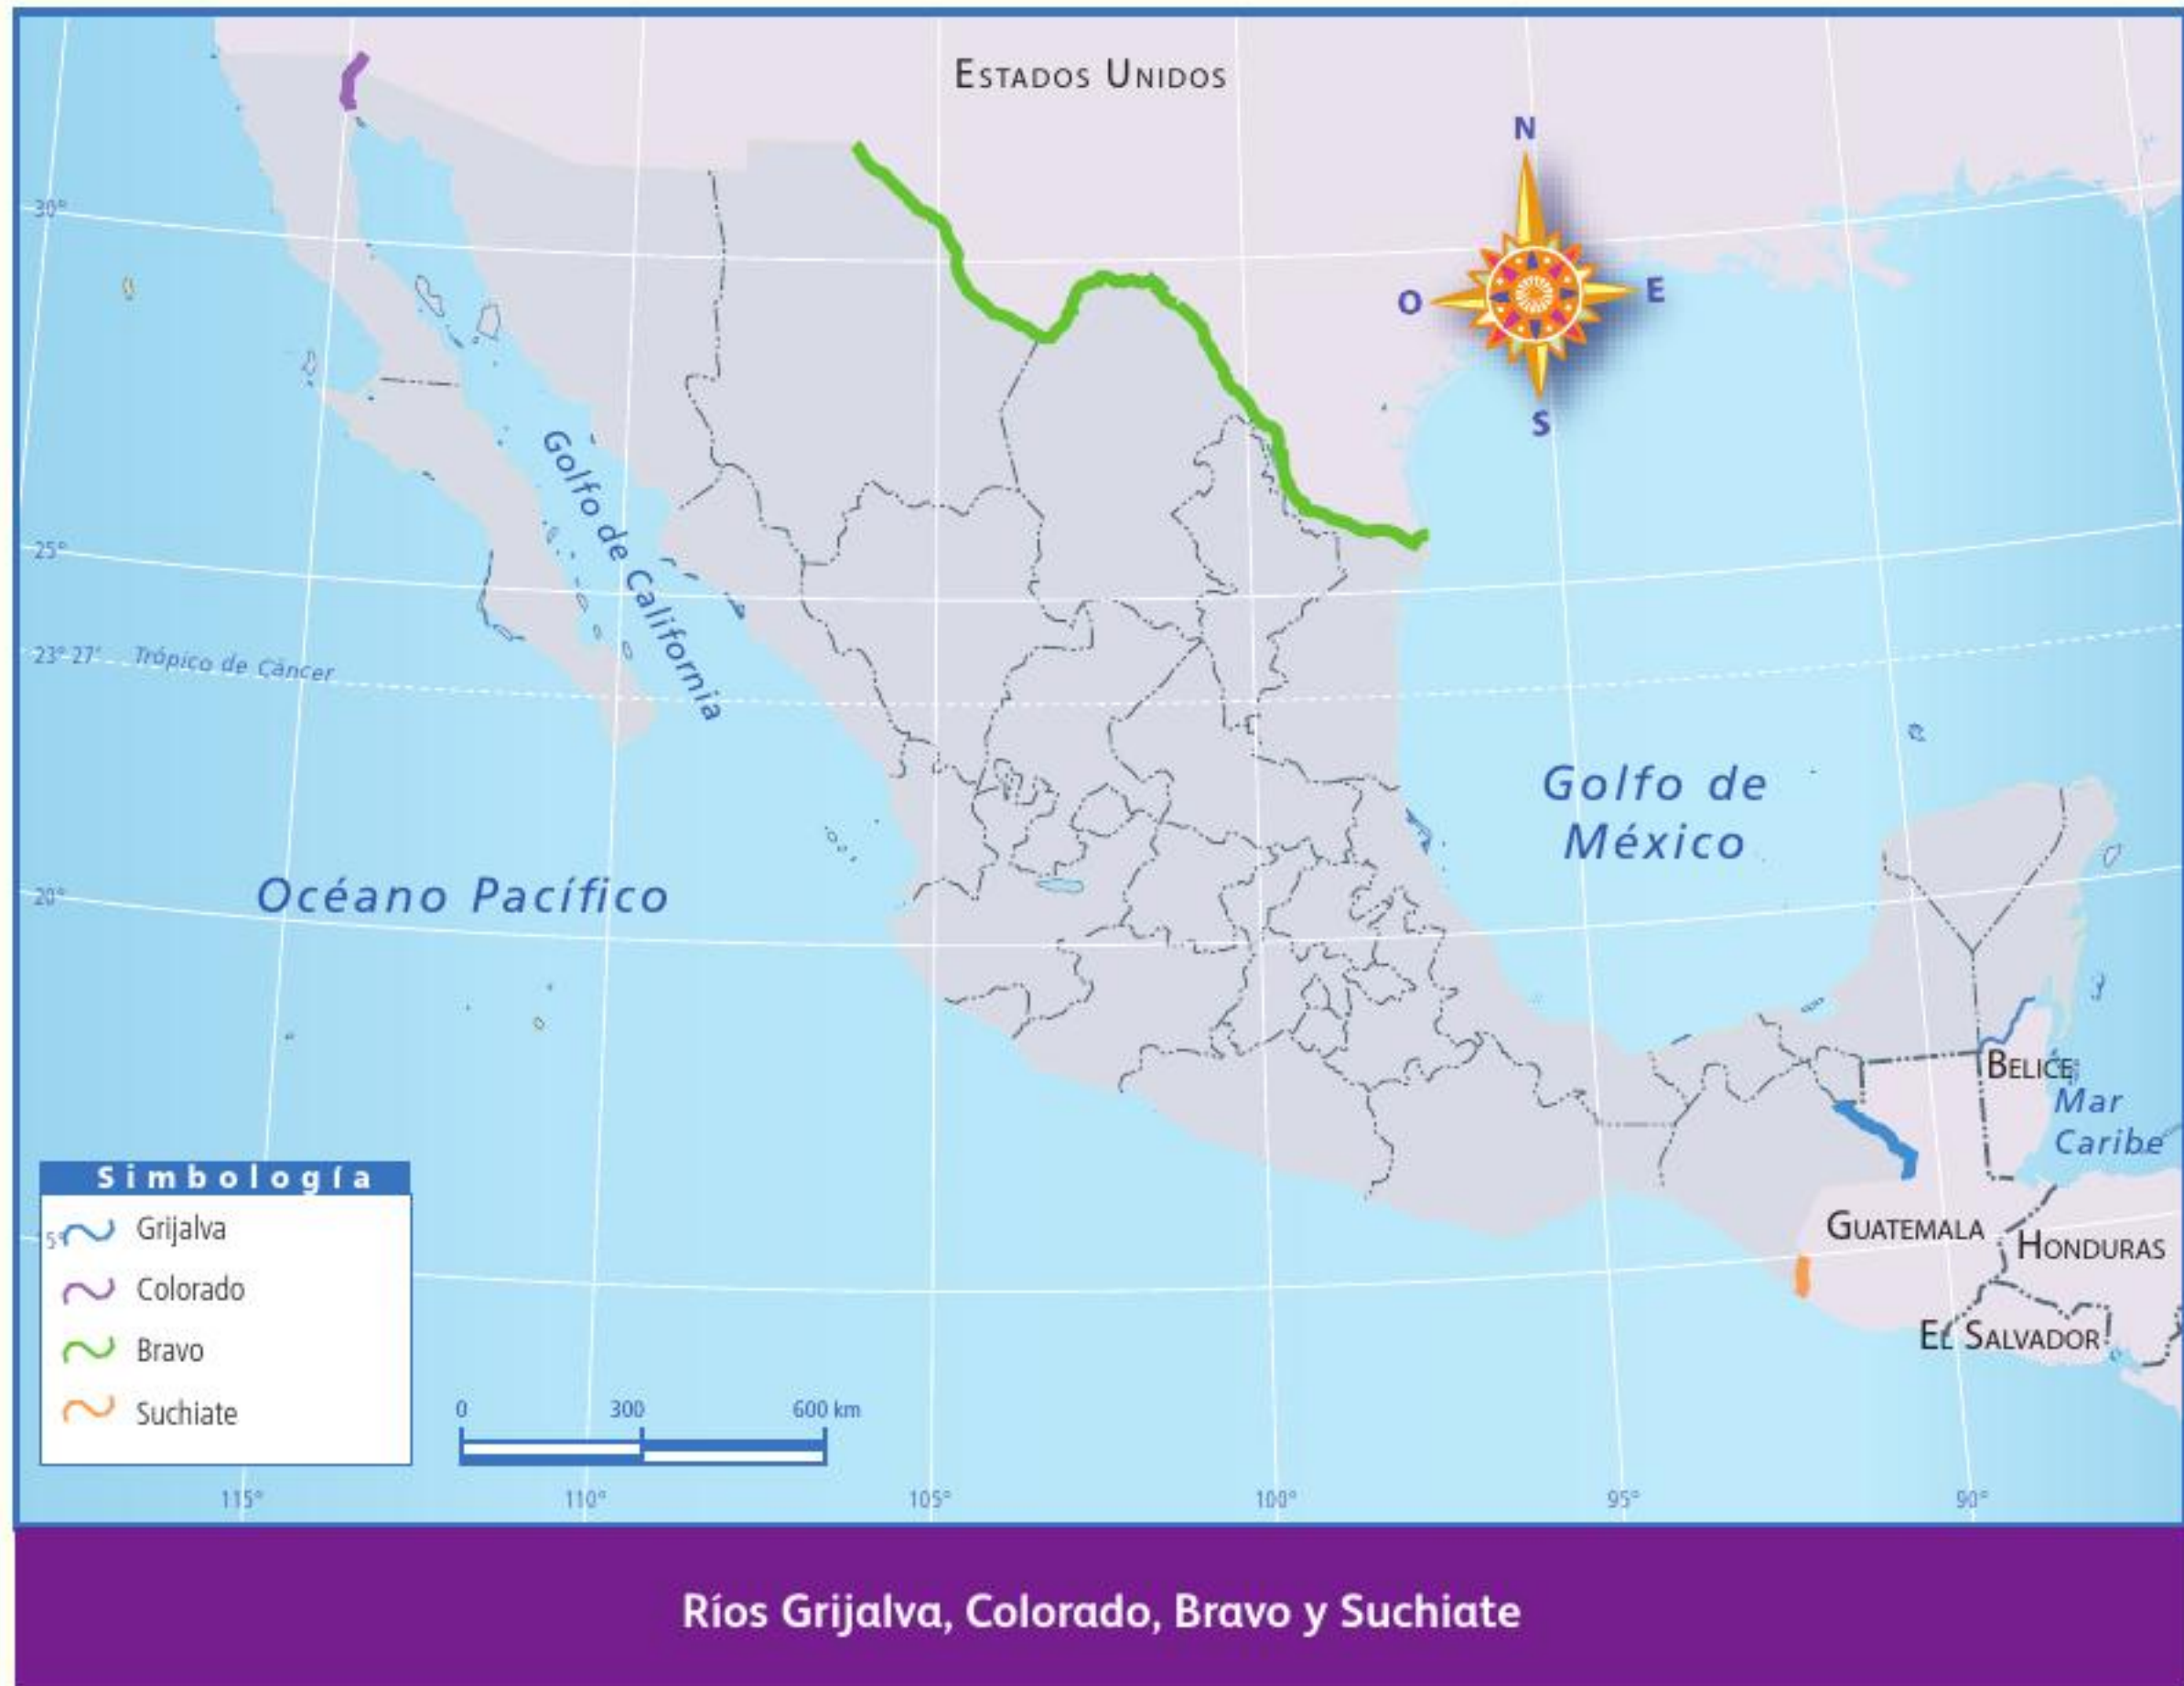 ESTADOS UNIDOS
N
O
E
S
30°
25°
23° 27' Trópico de Cáncer
20°
5°
Golfo de California
Golfo de
México
Océano Pacífico
BELICE
Mar
Caribe
GUATEMALA
HONDURAS
EL SALVADOR
Simbología
Grijalva
Colorado
Bravo
Suchiate
0 300 600 km
115° 110° 105° 100° 95° 90°
Ríos Grijalva, Colorado, Bravo y Suchiate